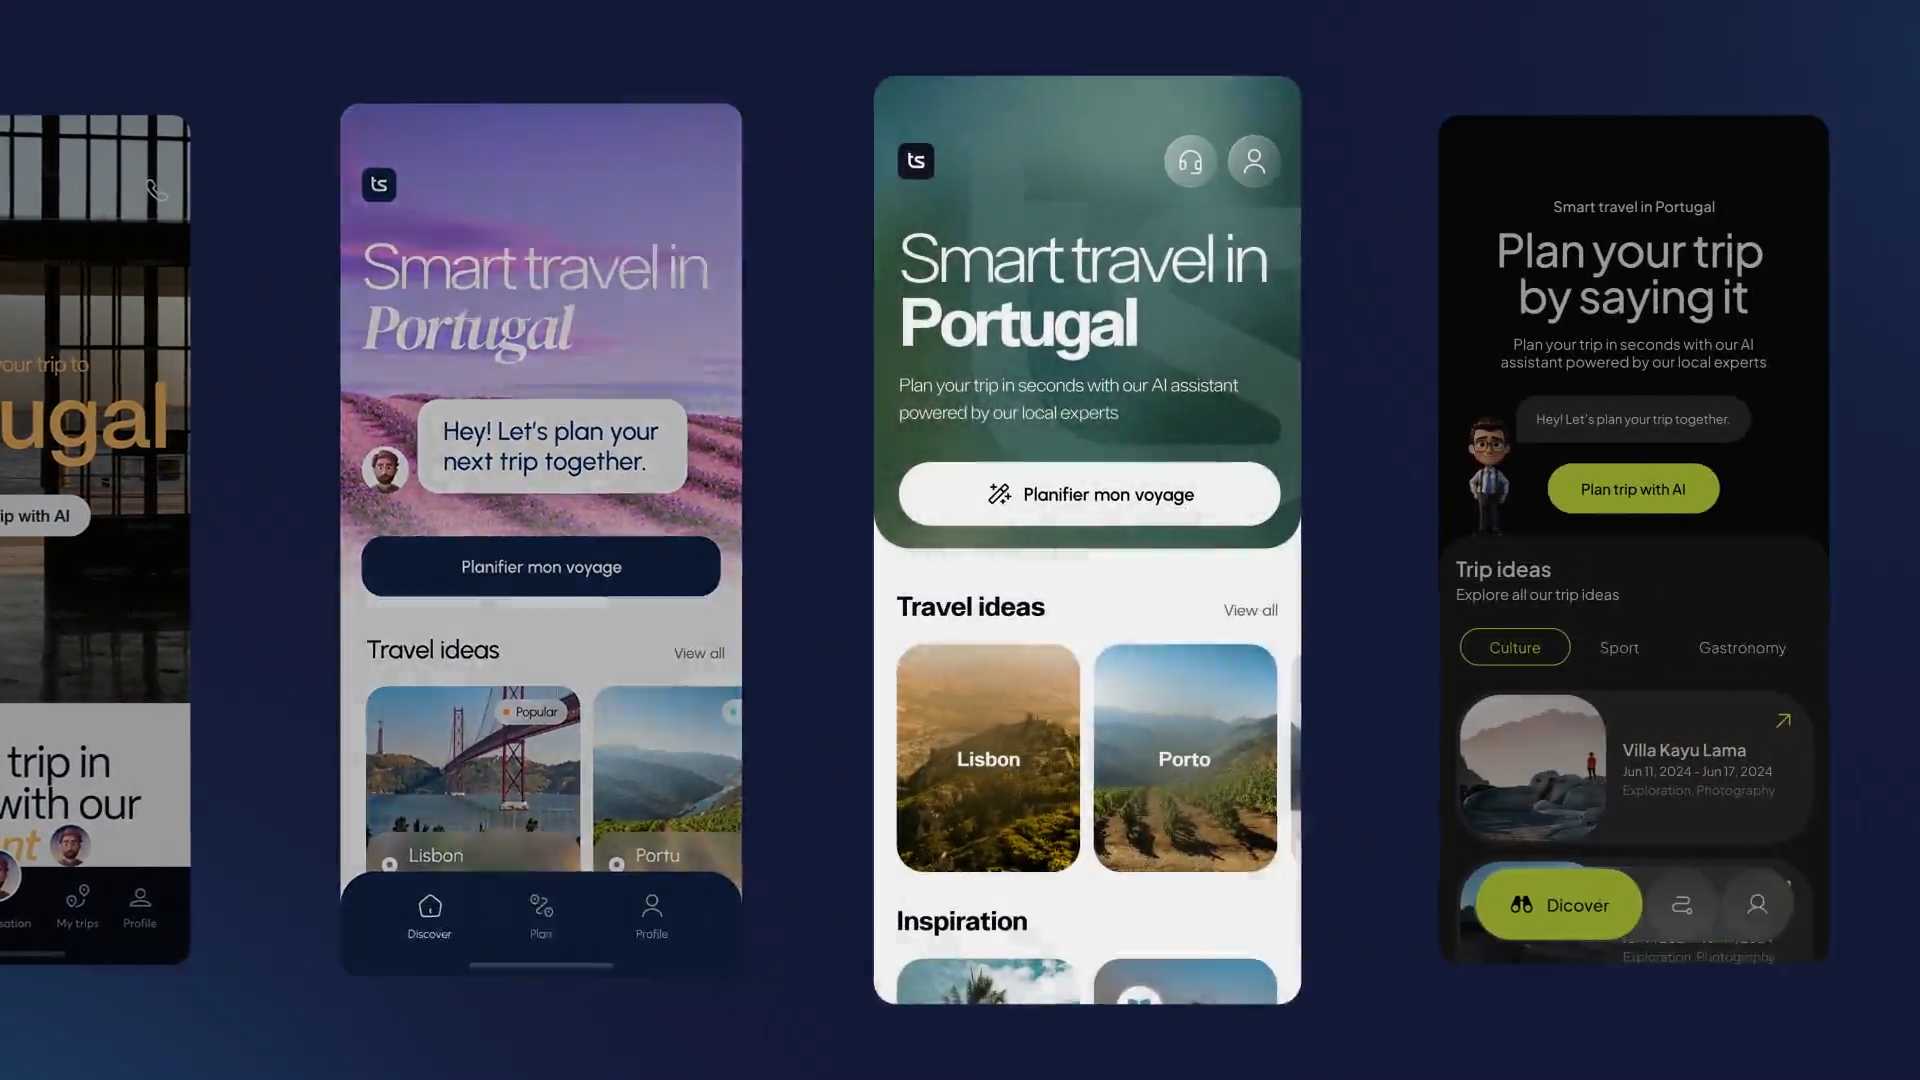 our trip to
ugal
ip with AI
trip in
with our
nt
sation
My trips
Profile
ts
Smart travel in
Portugal
Hey! Let's plan your
next trip together.
Planifier mon voyage
Travel ideas
View all
Popular
Lisbon
Portu
Discover
Plan
Profile
ts
Smart travel in
Portugal
Plan your trip in seconds with our AI assistant
powered by our local experts
Planifier mon voyage
Travel ideas
View all
Lisbon
Porto
Inspiration
Smart travel in Portugal
Plan your trip
by saying it
Plan your trip in seconds with our AI
assistant powered by our local experts
Hey! Let's plan your trip together.
Plan trip with AI
Trip ideas
Explore all our trip ideas
Culture
Sport
Gastronomy
Villa Kayu Lama
Jun 11, 2024 - Jun 17, 2024
Exploration, Photography
Dicover
Exploration, Photography